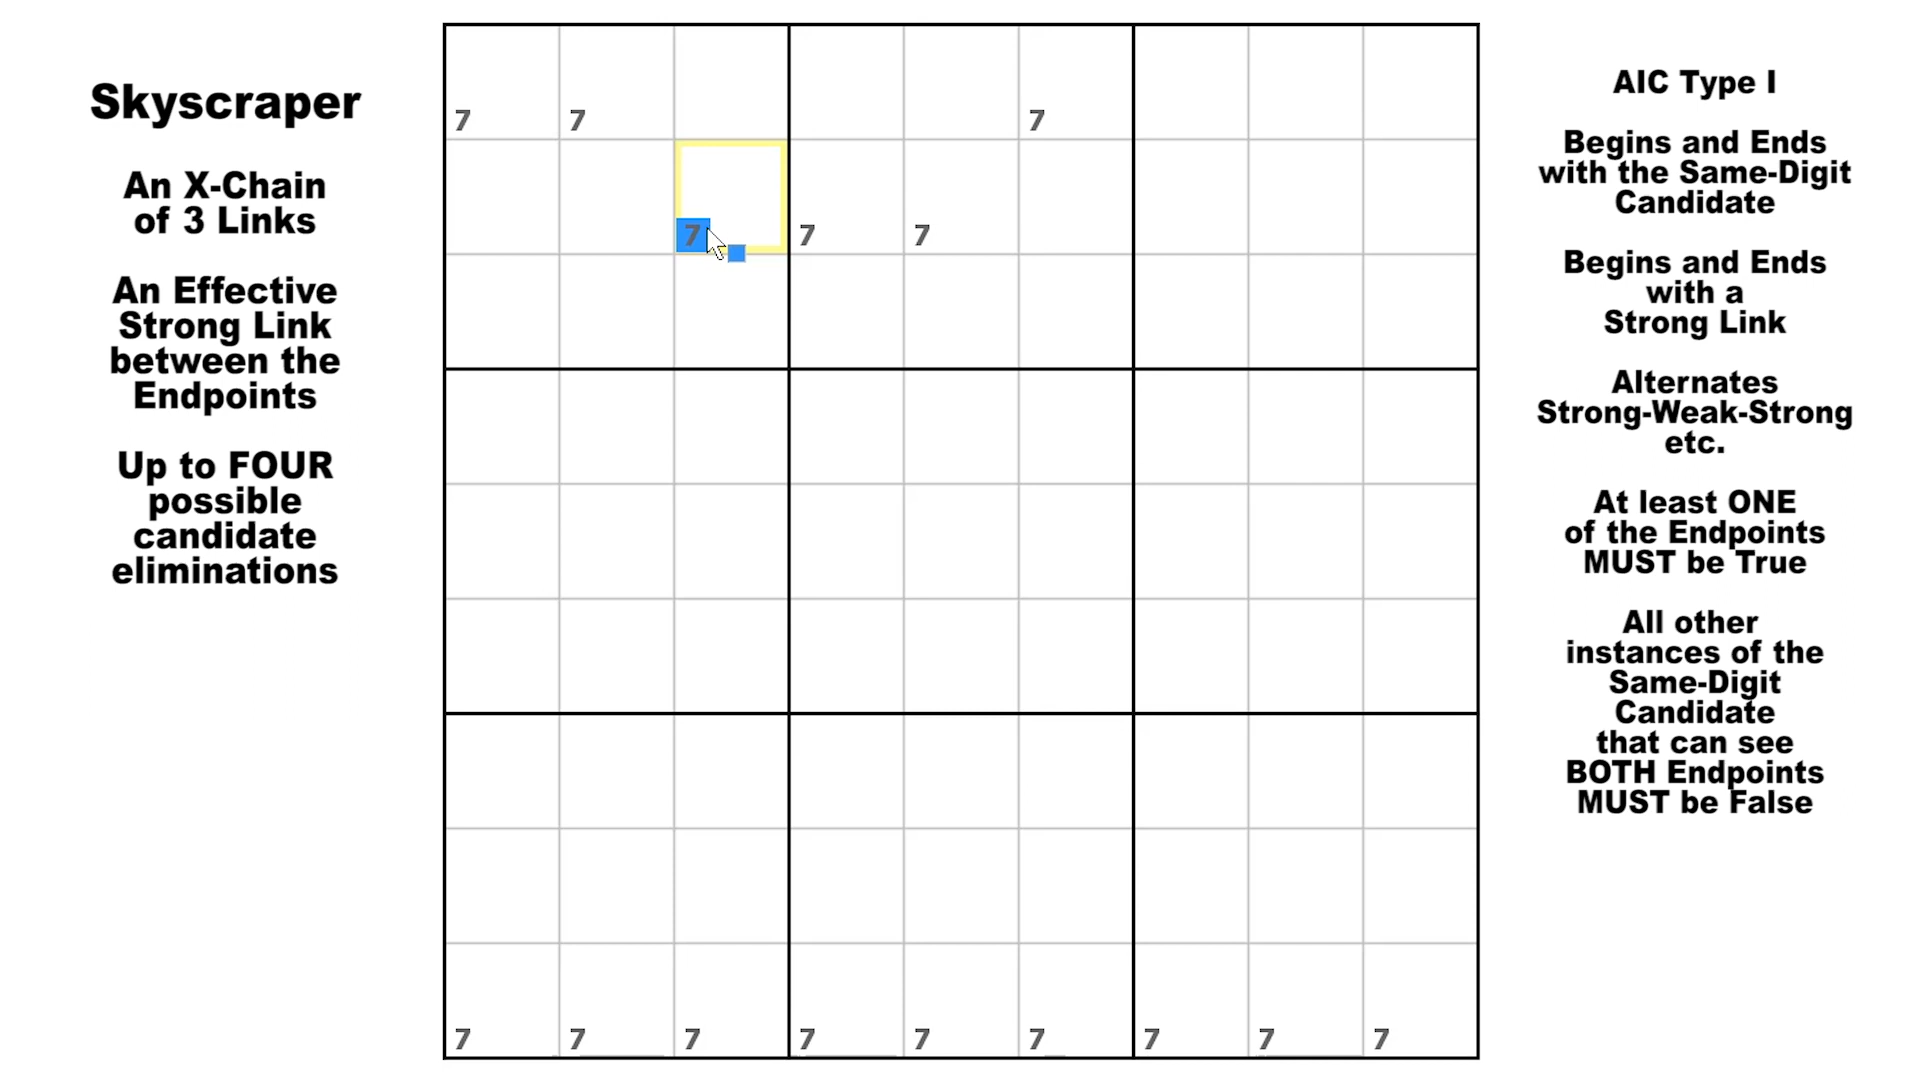 Skyscraper
An X-Chain
of 3 Links
An Effective
Strong Link
between the
Endpoints
Up to FOUR
possible
candidate
eliminations
7 7 7
7 7 7
7 7 7 7 7 7 7 7 7
AIC Type I
Begins and Ends
with the Same-Digit
Candidate
Begins and Ends
with a
Strong Link
Alternates
Strong-Weak-Strong
etc.
At least ONE
of the Endpoints
MUST be True
All other
instances of the
Same-Digit
Candidate
that can see
BOTH Endpoints
MUST be False